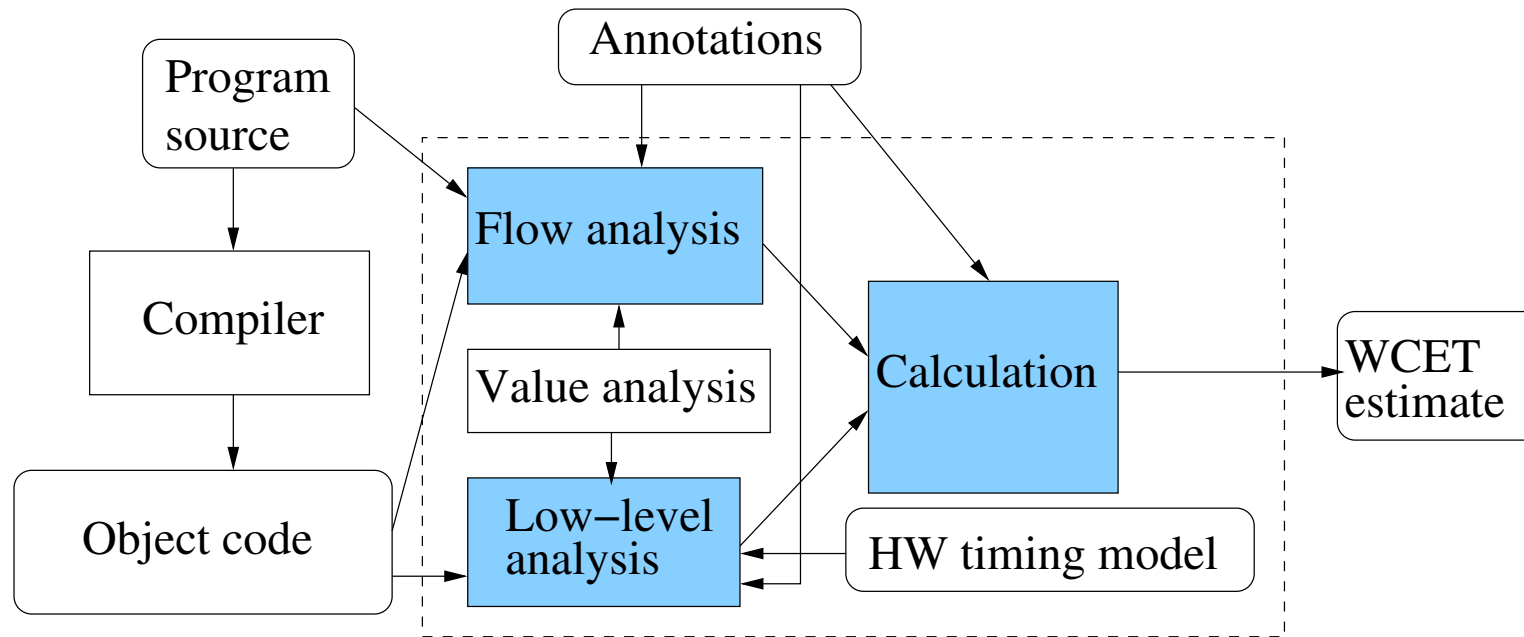 Annotations
Program
source
Flow analysis
Compiler
Value analysis
Calculation
WCET
estimate
Object code
Low−level
analysis
HW timing model